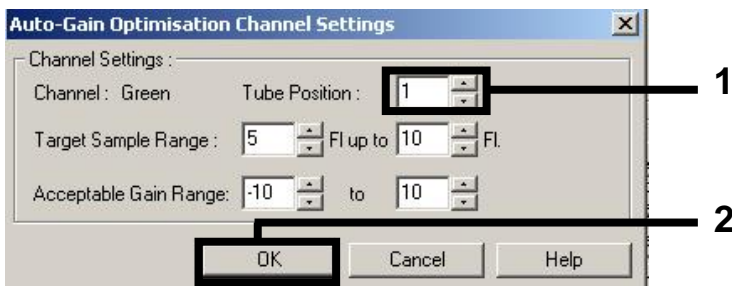 Auto-Gain Optimisation Channel Settings
Channel Settings :
Channel : Green Tube Position : 1 1
Target Sample Range : 5 Fl up to 10 Fl.
Acceptable Gain Range: -10 to 10
2
OK Cancel Help